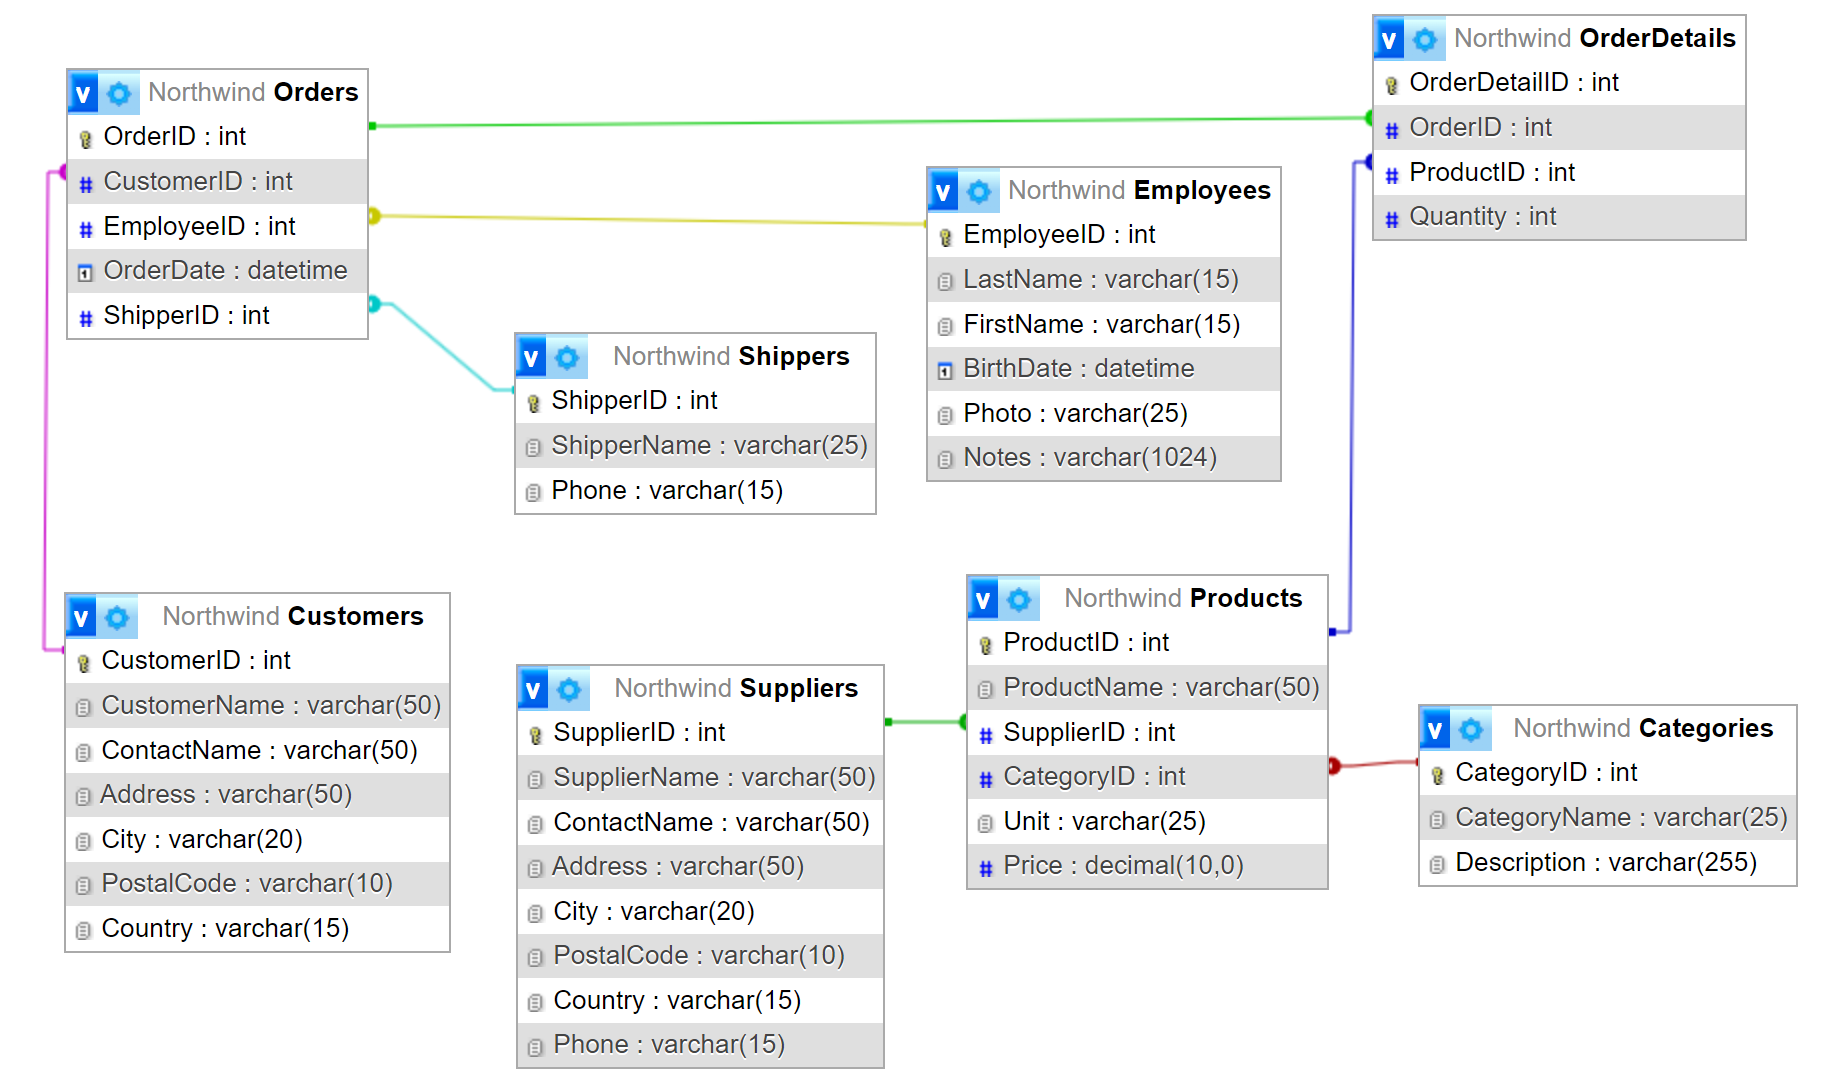 v Northwind Orders
OrderID : int
CustomerID : int
EmployeeID : int
OrderDate : datetime
ShipperID : int
v Northwind OrderDetails
OrderDetailID : int
OrderID : int
ProductID : int
Quantity : int
v Northwind Employees
EmployeeID : int
LastName : varchar(15)
FirstName : varchar(15)
BirthDate : datetime
Photo : varchar(25)
Notes : varchar(1024)
v Northwind Shippers
ShipperID : int
ShipperName : varchar(25)
Phone : varchar(15)
v Northwind Customers
CustomerID : int
CustomerName : varchar(50)
ContactName : varchar(50)
Address : varchar(50)
City : varchar(20)
PostalCode : varchar(10)
Country : varchar(15)
v Northwind Suppliers
SupplierID : int
SupplierName : varchar(50)
ContactName : varchar(50)
Address : varchar(50)
City : varchar(20)
PostalCode : varchar(10)
Country : varchar(15)
Phone : varchar(15)
v Northwind Products
ProductID : int
ProductName : varchar(50)
SupplierID : int
CategoryID : int
Unit : varchar(25)
Price : decimal(10,0)
v Northwind Categories
CategoryID : int
CategoryName : varchar(25)
Description : varchar(255)